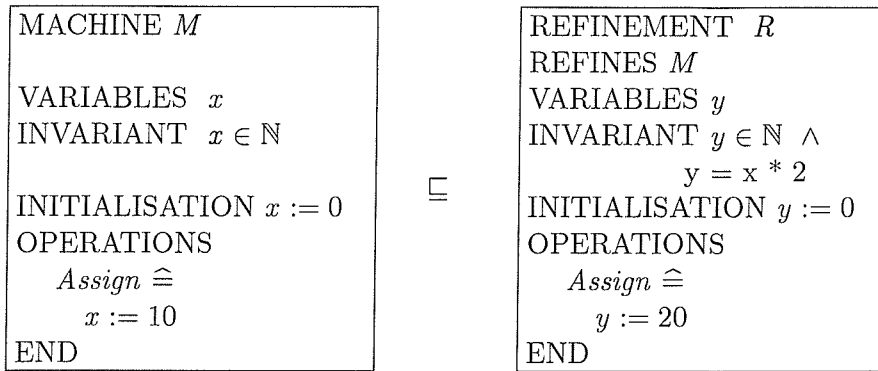 MACHINE M
VARIABLES x
INVARIANT x ∈ ℕ
INITIALISATION x := 0
OPERATIONS
Assign ≙
x := 10
END
⊑
REFINEMENT R
REFINES M
VARIABLES y
INVARIANT y ∈ ℕ ∧
y = x * 2
INITIALISATION y := 0
OPERATIONS
Assign ≙
y := 20
END